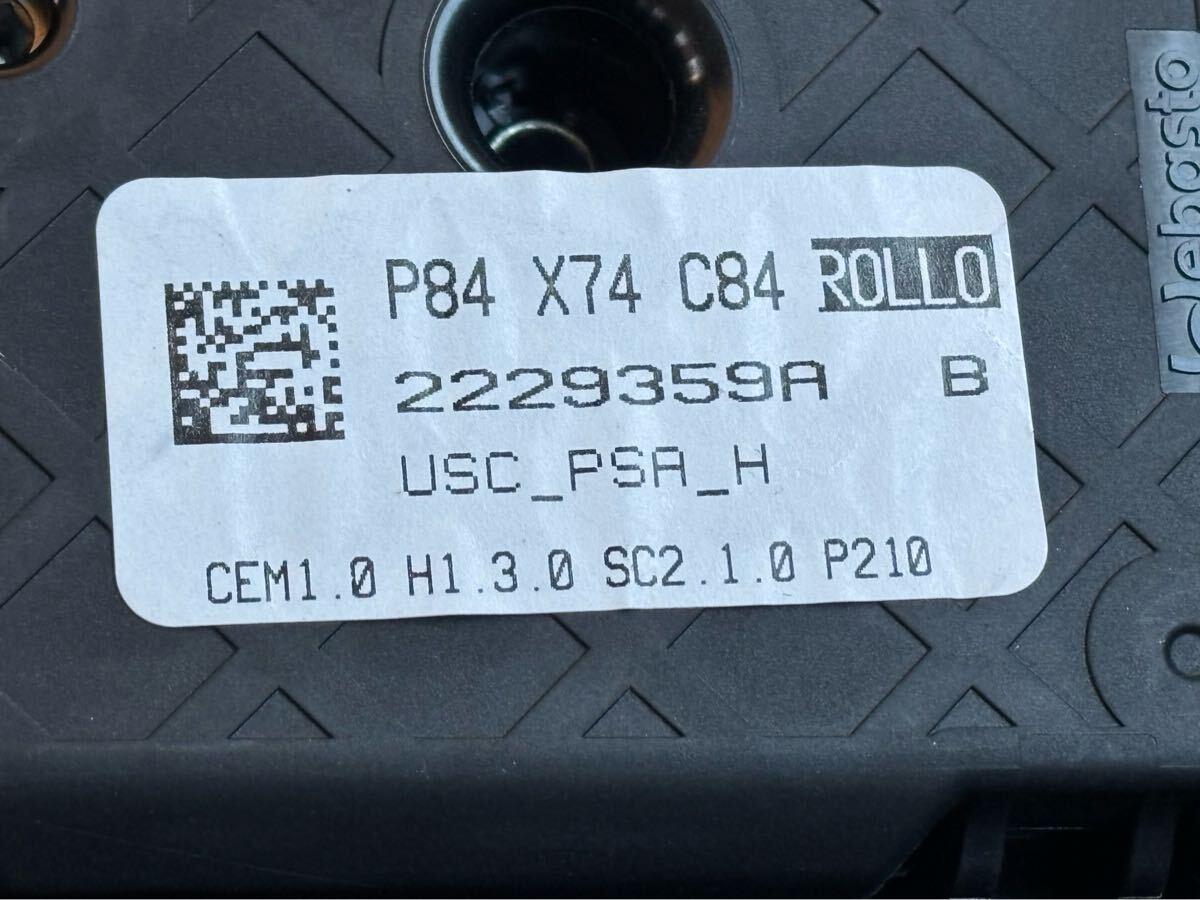 P84 X74 C84 ROLLO
2229359A B
USC_PSA_H
CEM1.0 H1.3.0 SC2.1.0 P210
Webasto